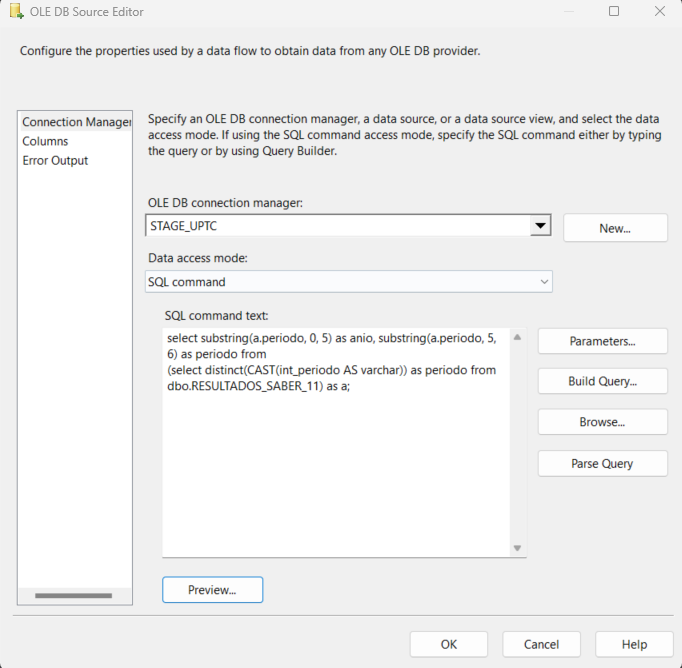 OLE DB Source Editor
Configure the properties used by a data flow to obtain data from any OLE DB provider.
Connection Manager
Columns
Error Output
Specify an OLE DB connection manager, a data source, or a data source view, and select the data
access mode. If using the SQL command access mode, specify the SQL command either by typing
the query or by using Query Builder.
OLE DB connection manager:
STAGE_UPTC
New...
Data access mode:
SQL command
SQL command text:
select substring(a.periodo, 0, 5) as anio, substring(a.periodo, 5,
6) as periodo from
(select distinct(CAST(int_periodo AS varchar)) as periodo from
dbo.RESULTADOS_SABER_11) as a;
Parameters...
Build Query...
Browse...
Parse Query
Preview...
OK
Cancel
Help